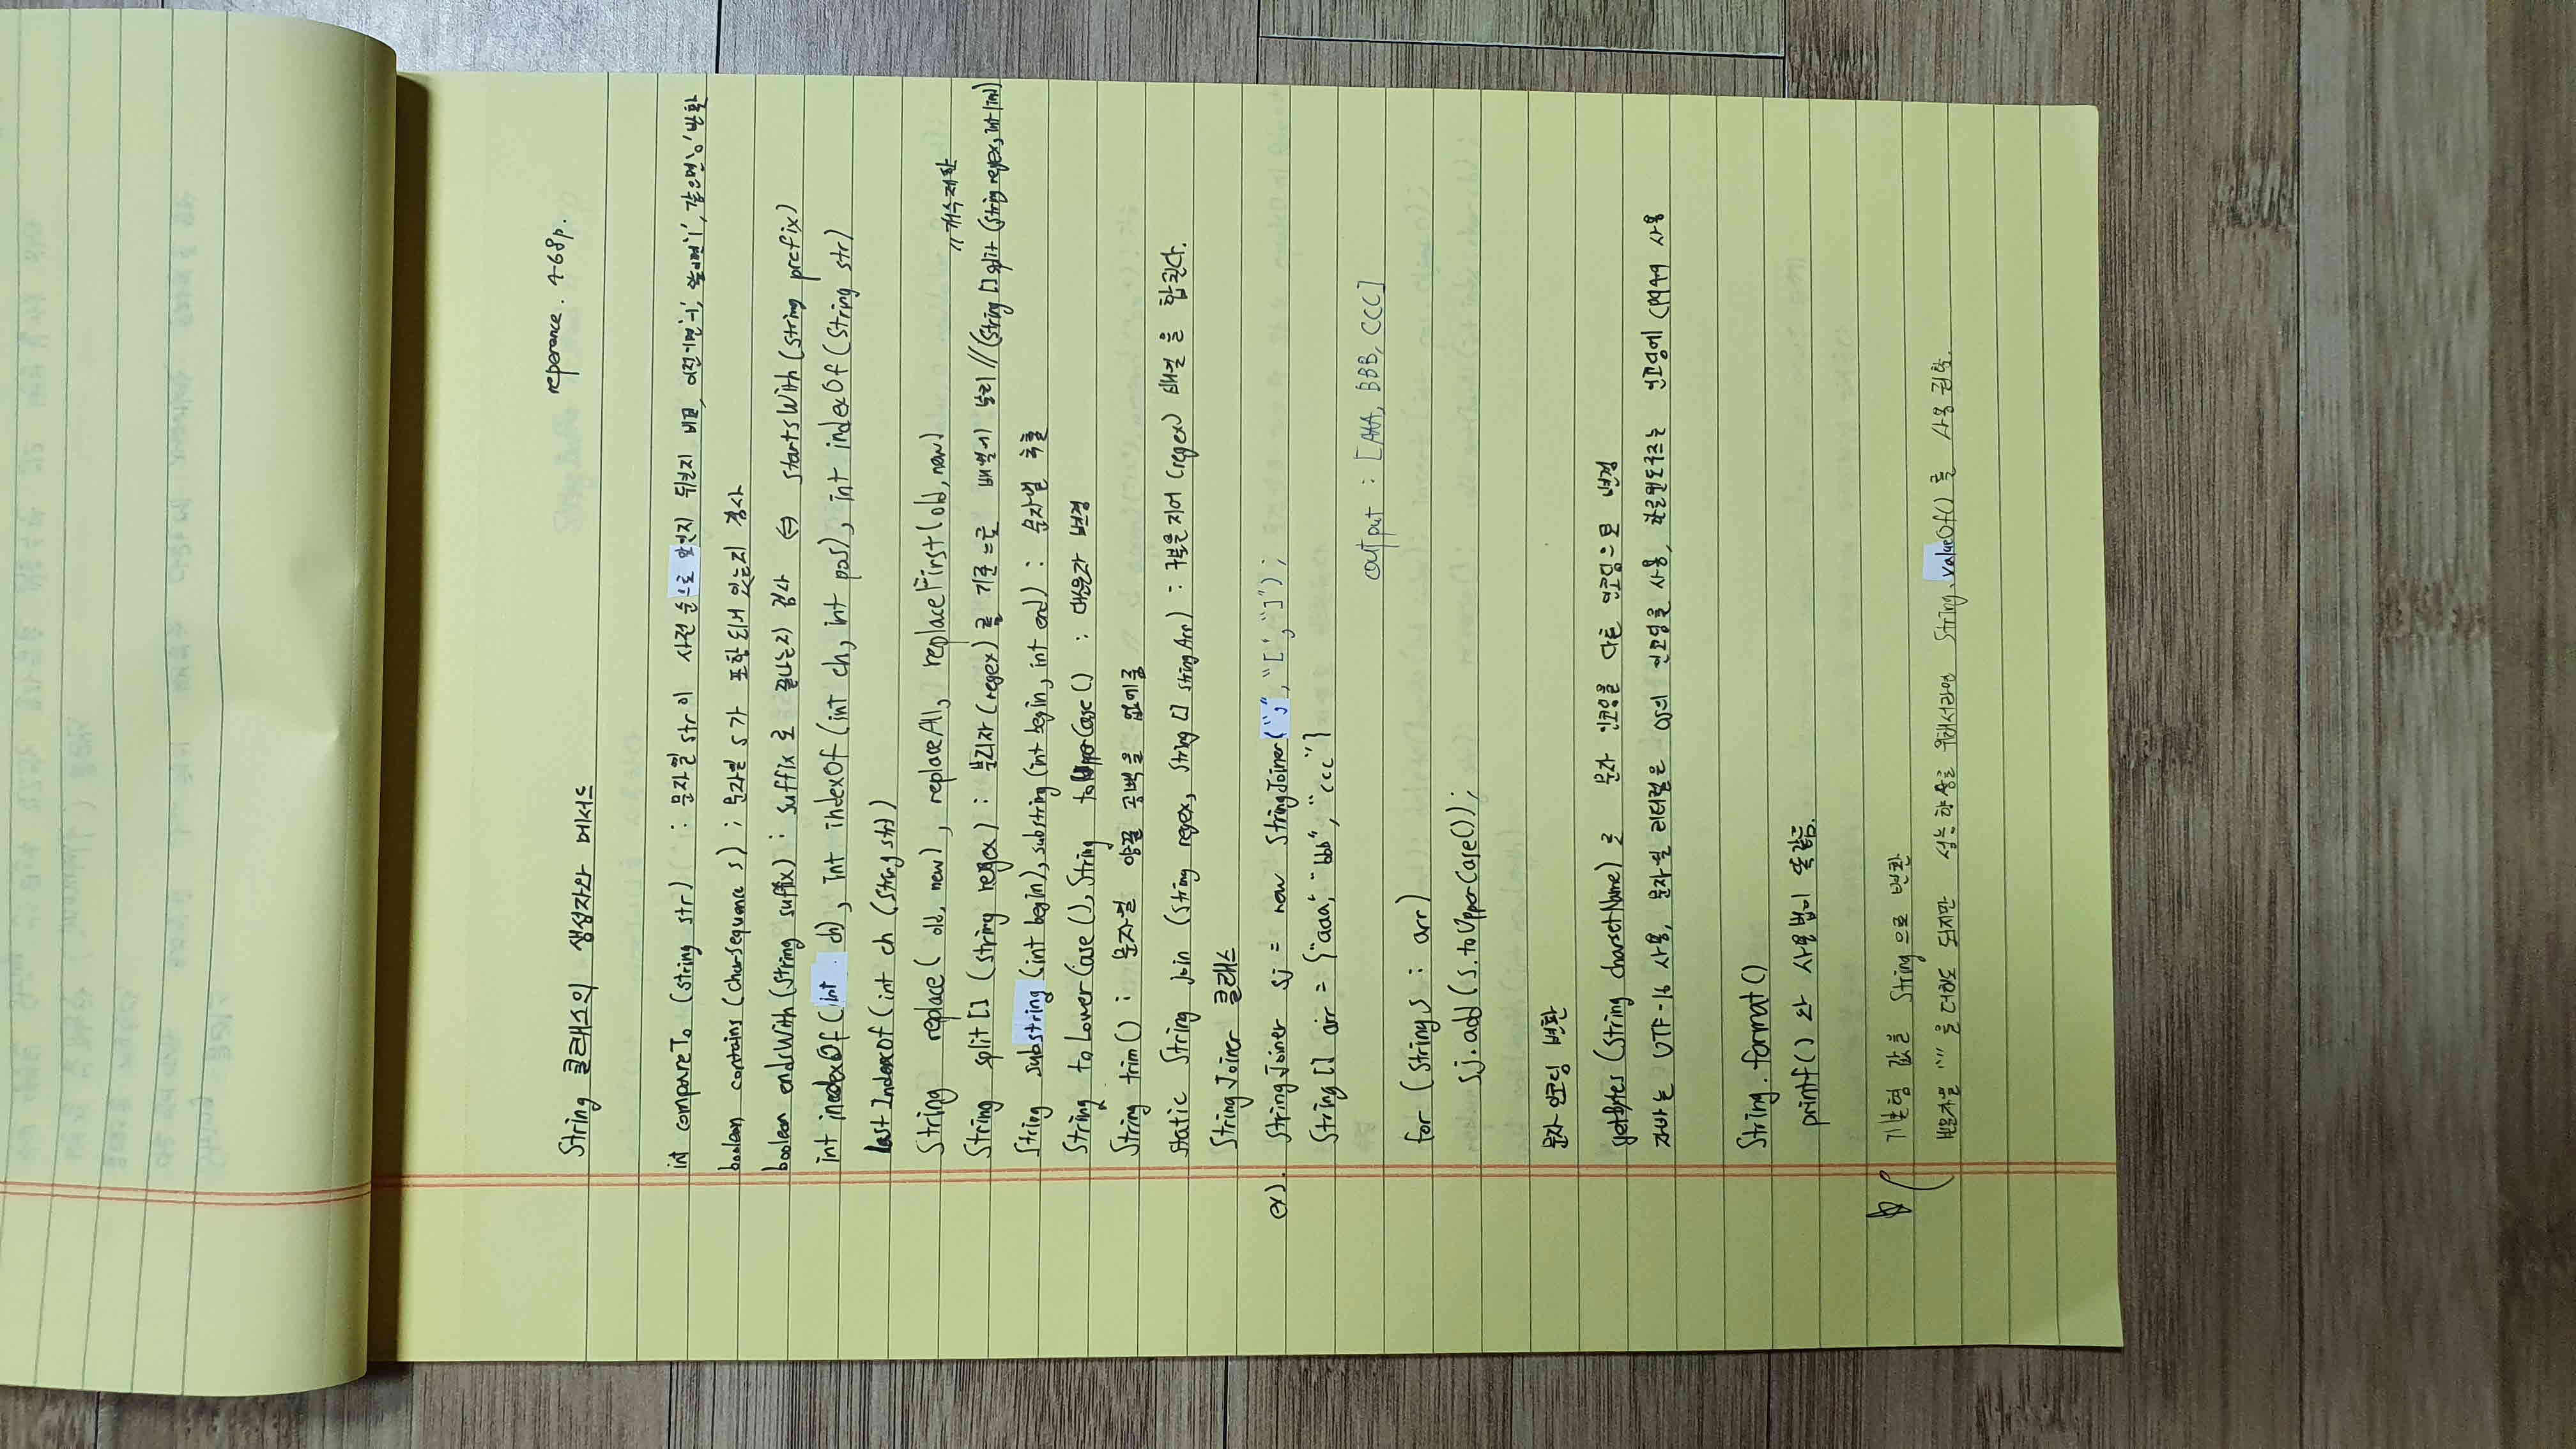 reperance. 468p.
String 클래스의 생성자와 메서드
int compareTo (String str) : 문자열 str이 사전 순으로 앞인지 뒤인지 비교, 이전이면 '-1', 앞이면 '1', 같으면 '0' 반환
boolean contains (charSequence s) ; 문자열 s가 포함되어 있는지 검사
boolean endsWith (String suffix) : suffix로 끝나는지 검사 ⇔ startsWith (String prefix)
int inedexOf (int ch), int indexOf (int ch, int pos), int indexOf (String str)
lastIndexOf (int ch (String str))
String replace ( old, new), replaceAll, replaceFirst (old, new)
// 개수제한
String split[] (string regex) : 분리자 (regex) 를 기준으로 배열에 분리 // (String [] split (String regex, int limi)
String substring (int begin), substring (int begin, int end) : 문자열 추출
String toLowerCase (), String toUpperCase () : 대소문자 변경
String trim () : 문자열 양끝 공백을 없애줌
static String join (String regex, String [] stringArr) : 구분을 지어 (regex) 배열을 합친다.
StringJoiner 클래스
ex). StringJoiner sj = new StringJoiner (",", "[", "]") ;
String [] arr = {"aaa", "bbb", "ccc"}
output : [AAA, BBB, CCC]
for (String s : arr)
sj.add (s.toUpperCase());
문자 인코딩 변환
getBytes (String charsetName) 로 문자 인코딩을 다른 인코딩으로 변경
자바는 UTF-16 사용, 문자열 리터럴은 OS의 인코딩을 사용, 한글윈도우즈는 인코딩에 CP949 사용
String. format ()
printf () 와 사용법이 똑같음.
☆ 기본형 값을 String으로 변환
빈문자열 "" 을 더해도 되지만 성능 향상을 위해서라면 String. valueOf () 를 사용 권함.